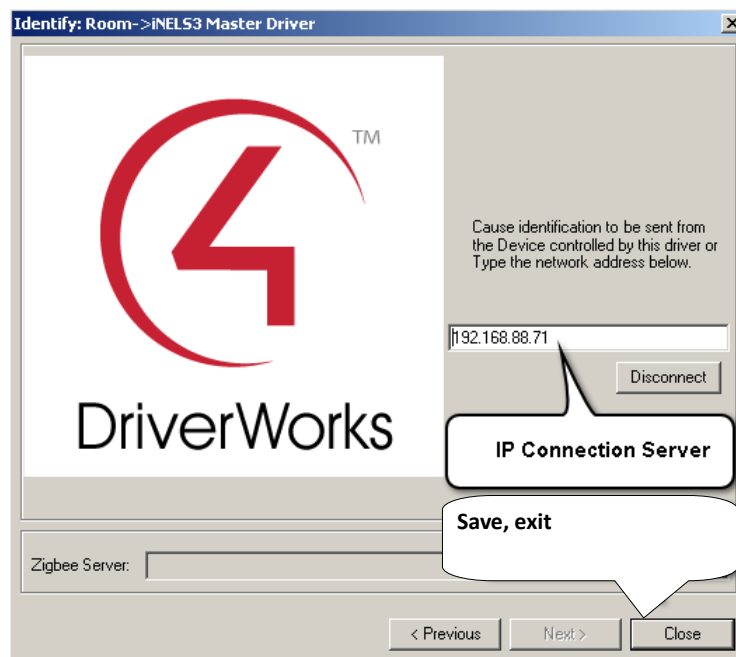 Identify: Room->iNELS3 Master Driver
TM
4
DriverWorks
Cause identification to be sent from
the Device controlled by this driver or
Type the network address below.
192.168.88.71
Disconnect
IP Connection Server
Save, exit
Zigbee Server:
< Previous
Next >
Close